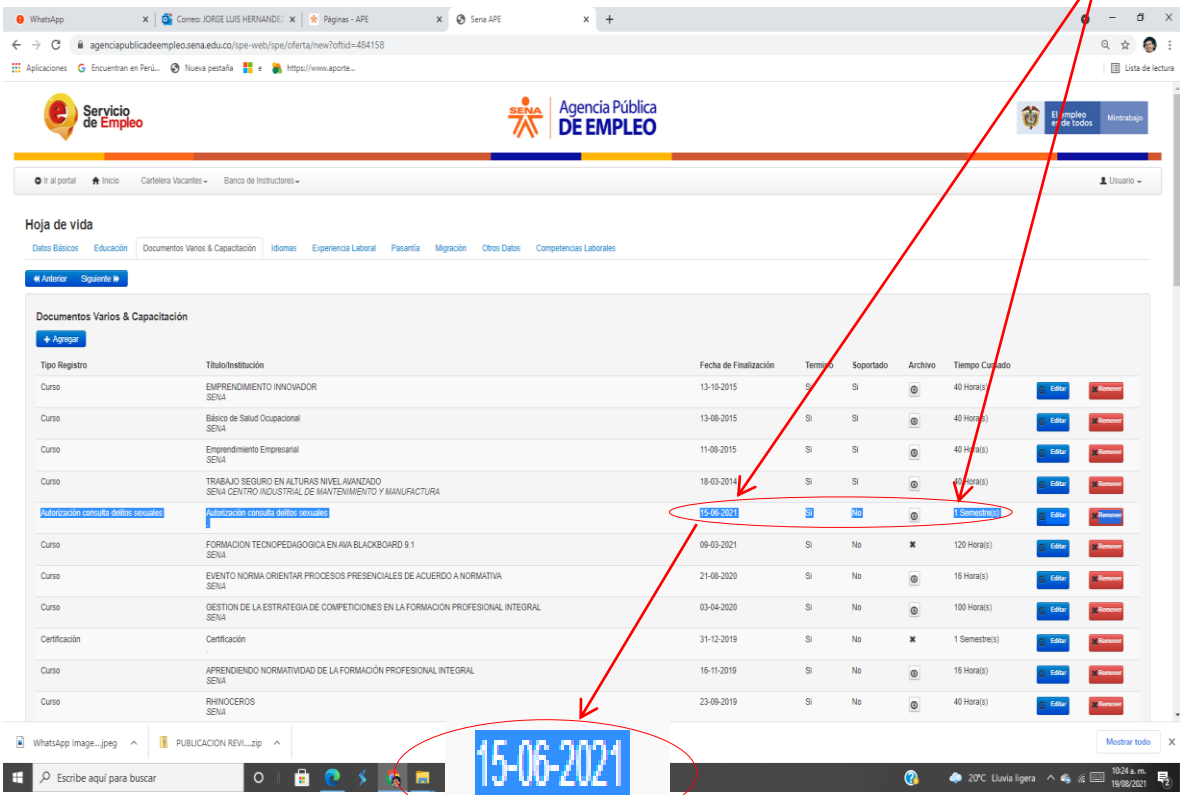 WhatsApp
Correo: JORGE LUIS HERNANDEZ
Páginas - APE
Sena APE
agenciapublicadeempleo.sena.edu.co/spe-web/spe/oferta/new?oftid=484158
Aplicaciones Encuentran en Perú... Nueva pestaña e https://www.aporte... Lista de lectura
Servicio de Empleo
SENA
Agencia Pública
DE EMPLEO
El empleo es de todos
Mintrabajo
Ir al portal Inicio Cartelera Vacantes Banco de Instructores Usuario
Hoja de vida
Datos Básicos Educación Documentos Varios & Capacitación Idiomas Experiencia Laboral Pasantía Migración Otros Datos Competencias Laborales
Anterior Siguiente
Documentos Varios & Capacitación
+ Agregar
Tipo Registro Título/Institución Fecha de Finalización Termino Soportado Archivo Tiempo Cursado
Curso EMPRENDIMIENTO INNOVADOR 13-10-2015 Si Si 40 Hora(s) Editar Remover
SENA
Curso Básico de Salud Ocupacional 13-08-2015 Si Si 40 Hora(s) Editar Remover
SENA
Curso Emprendimiento Empresarial 11-08-2015 Si Si 40 Hora(s) Editar Remover
SENA
Curso TRABAJO SEGURO EN ALTURAS NIVEL AVANZADO 18-03-2014 Si Si 40 Hora(s) Editar Remover
SENA CENTRO INDUSTRIAL DE MANTENIMIENTO Y MANUFACTURA
Autorización consulta delitos sexuales Autorización consulta delitos sexuales 15-06-2021 Si No 1 Semestre(s) Editar Remover
.
Curso FORMACION TECNOPEDAGOGICA EN AVA BLACKBOARD 9.1 09-03-2021 Si No 120 Hora(s) Editar Remover
SENA
Curso EVENTO NORMA ORIENTAR PROCESOS PRESENCIALES DE ACUERDO A NORMATIVA 21-08-2020 Si No 16 Hora(s) Editar Remover
SENA
Curso GESTION DE LA ESTRATEGIA DE COMPETICIONES EN LA FORMACION PROFESIONAL INTEGRAL 03-04-2020 Si No 100 Hora(s) Editar Remover
SENA
Certificación Certificación 31-12-2019 Si No 1 Semestre(s) Editar Remover
.
Curso APRENDIENDO NORMATIVIDAD DE LA FORMACIÓN PROFESIONAL INTEGRAL 16-11-2019 Si No 16 Hora(s) Editar Remover
SENA
Curso RHINOCEROS 23-09-2019 Si No 40 Hora(s) Editar Remover
SENA
WhatsApp Image....jpeg PUBLICACION REVI....zip Mostrar todo
15-06-2021
Escribe aquí para buscar 20°C Lluvia ligera 10:24 a. m.
19/08/2021